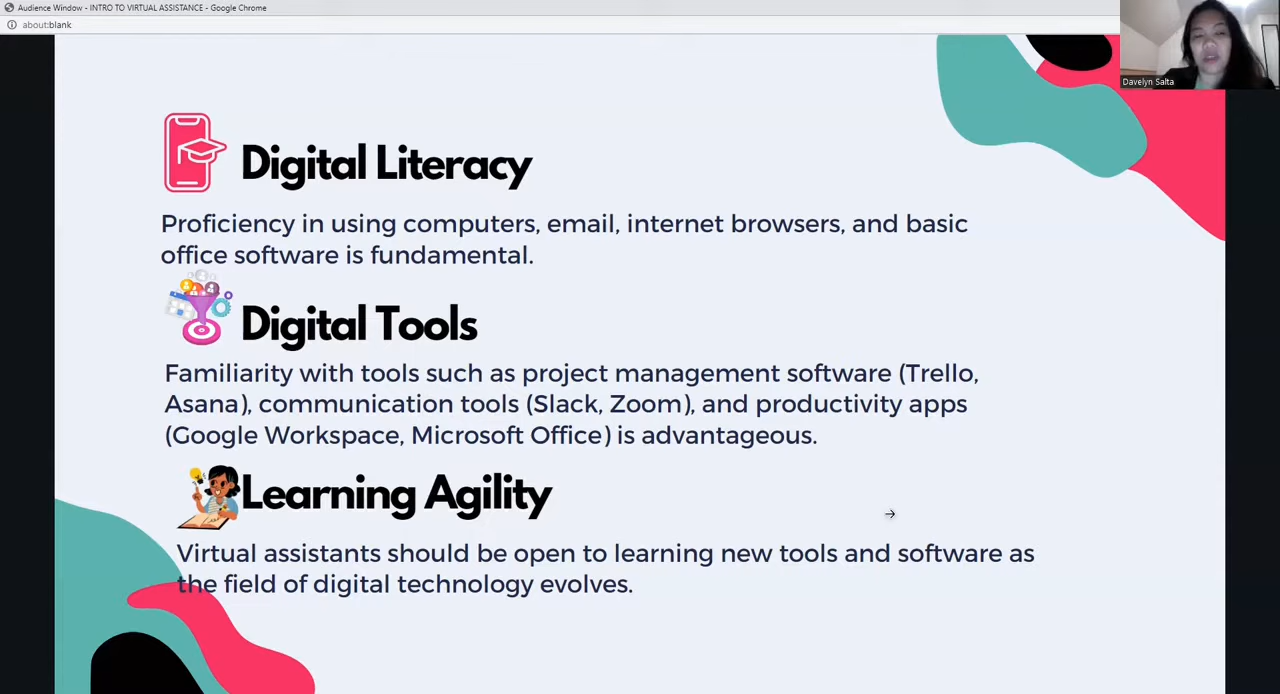 Audience Window - INTRO TO VIRTUAL ASSISTANCE - Google Chrome
about:blank
Davelyn Salta
Digital Literacy
Proficiency in using computers, email, internet browsers, and basic
office software is fundamental.
Digital Tools
Familiarity with tools such as project management software (Trello,
Asana), communication tools (Slack, Zoom), and productivity apps
(Google Workspace, Microsoft Office) is advantageous.
Learning Agility
Virtual assistants should be open to learning new tools and software as
the field of digital technology evolves.